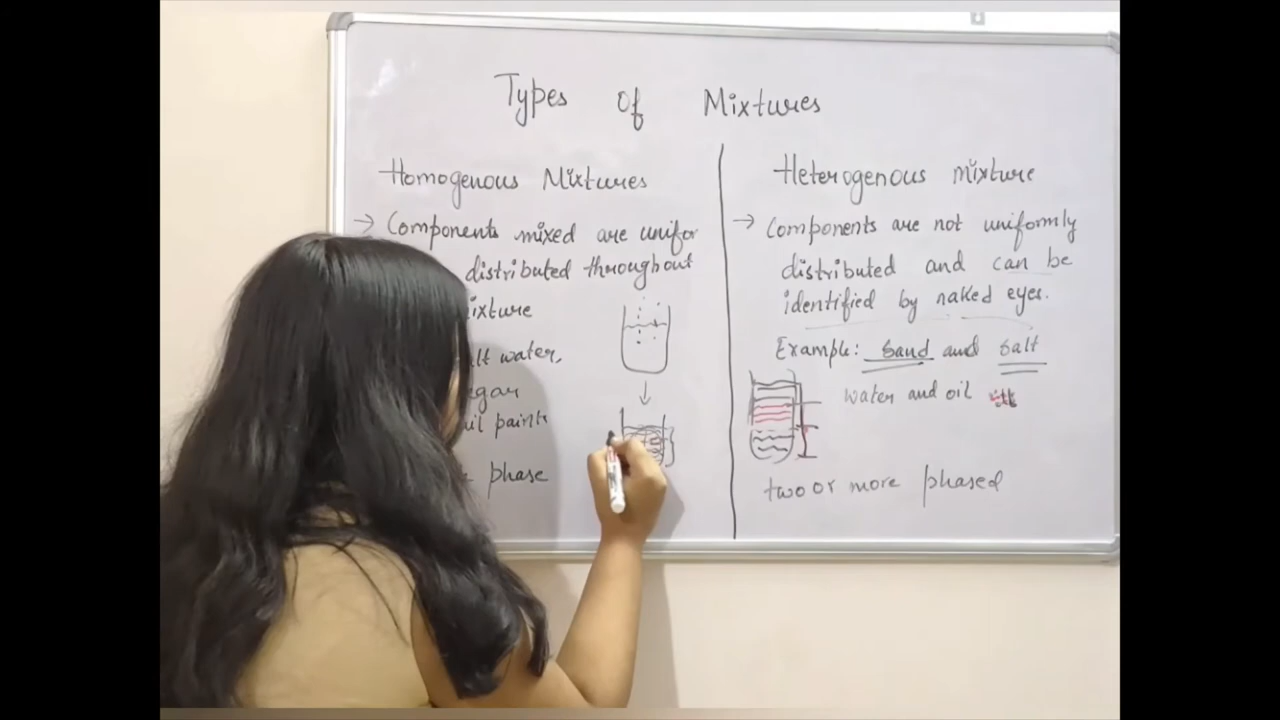 Types of Mixtures
Homogenous Mixtures
→ Components mixed are unifor
distributed throughout
ixture
lt water,
egar
oil paints
phase
Heterogenous mixture
→ Components are not uniformly
distributed and can be
identified by naked eyes.
Example: sand and salt
water and oil
two or more phased